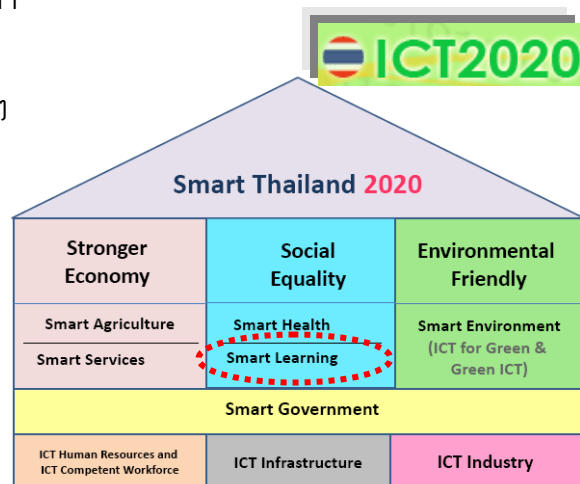 ICT2020
Smart Thailand 2020
Stronger
Economy
Social
Equality
Environmental
Friendly
Smart Agriculture
Smart Services
Smart Health
Smart Learning
Smart Environment
(ICT for Green &
Green ICT)
Smart Government
ICT Human Resources and
ICT Competent Workforce
ICT Infrastructure
ICT Industry